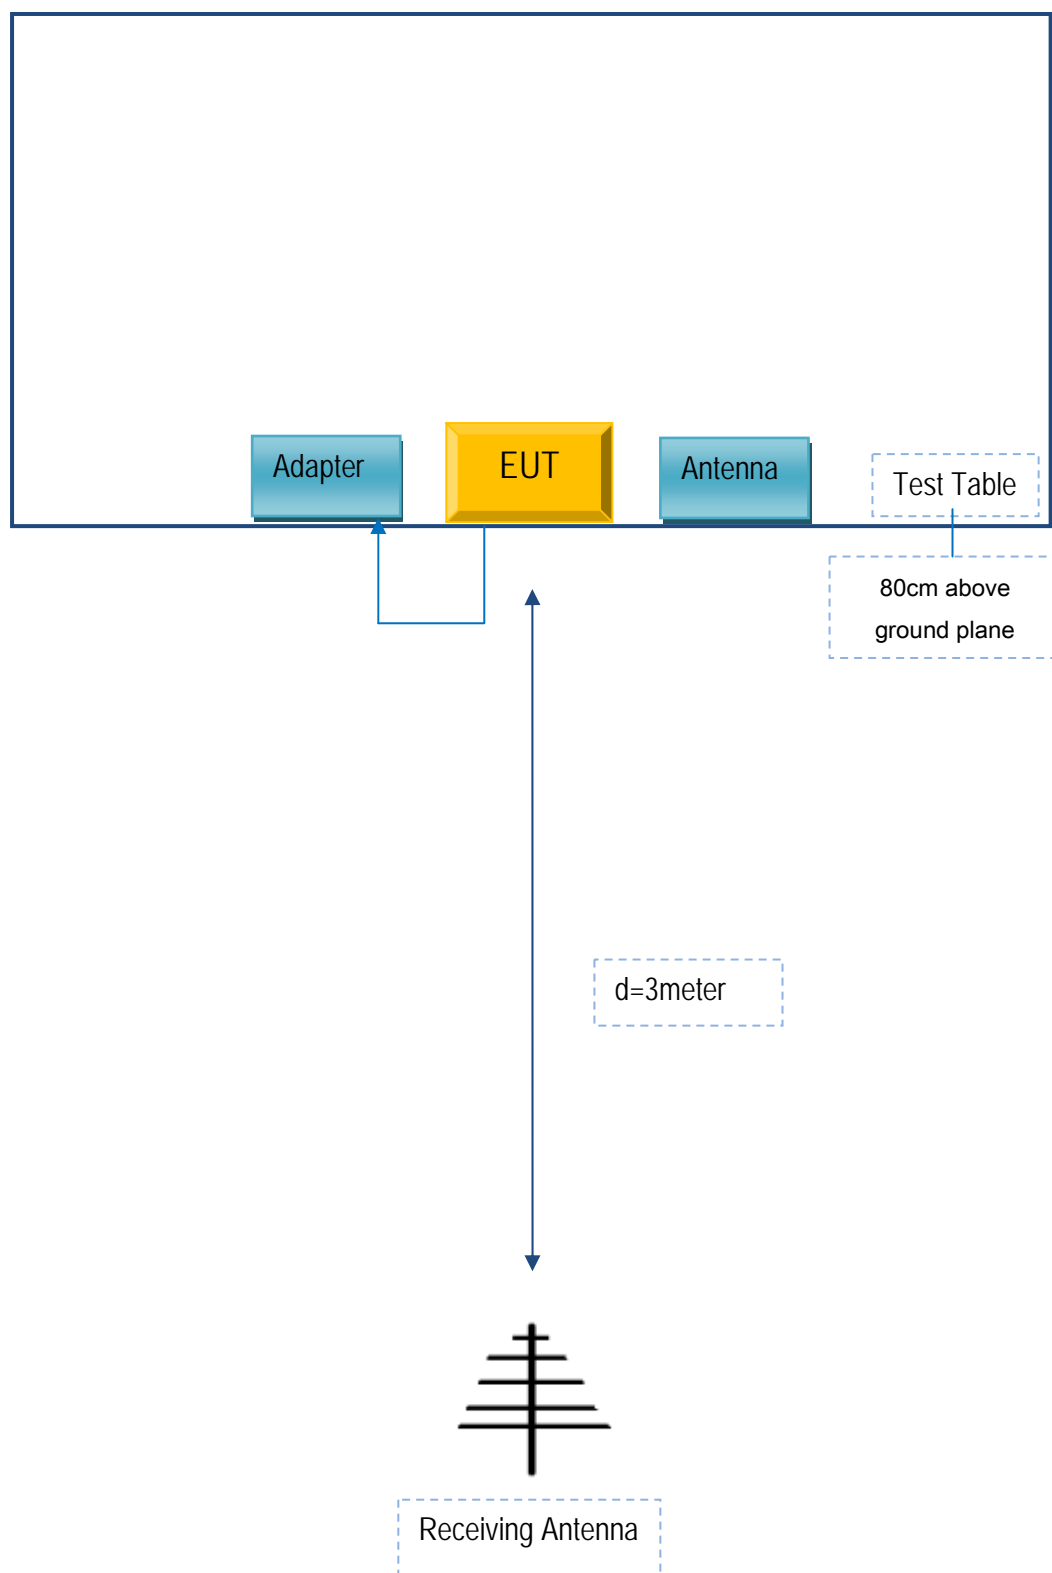 Adapter
EUT
Antenna
Test Table
80cm above
ground plane
d=3meter
Receiving Antenna